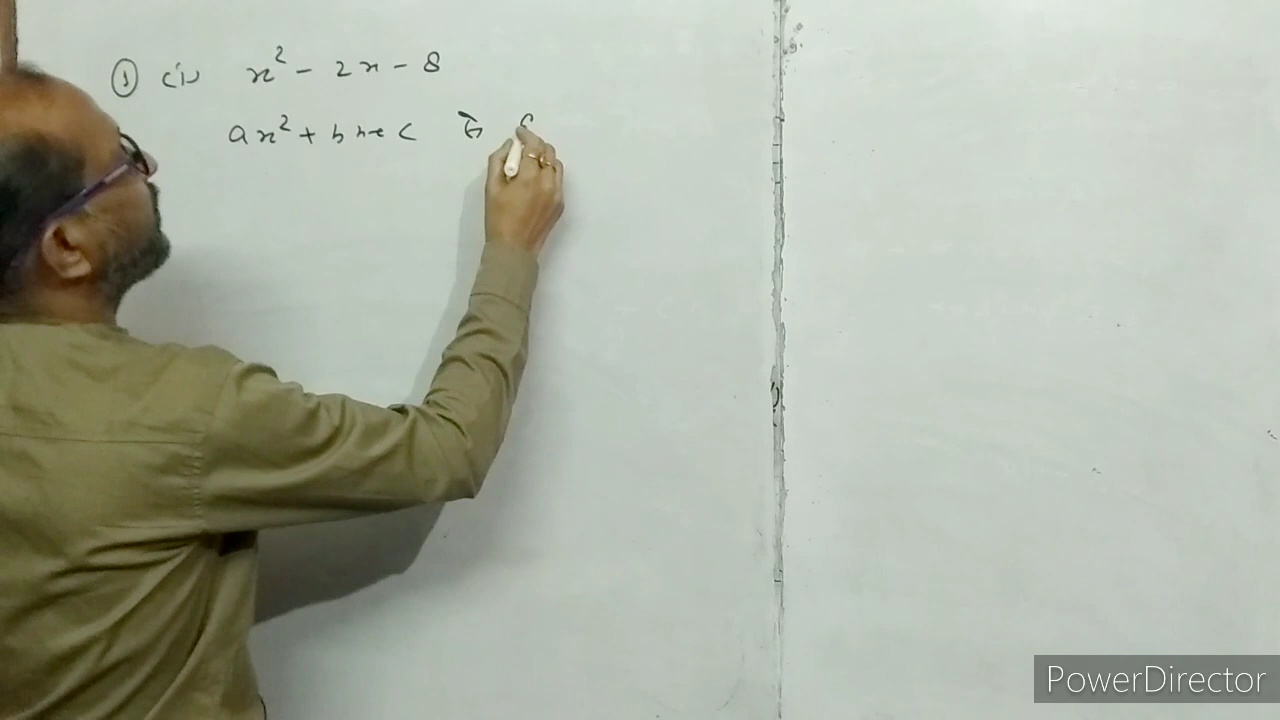 ① (i) x² - 2x - 8
ax² + bx + c से
PowerDirector